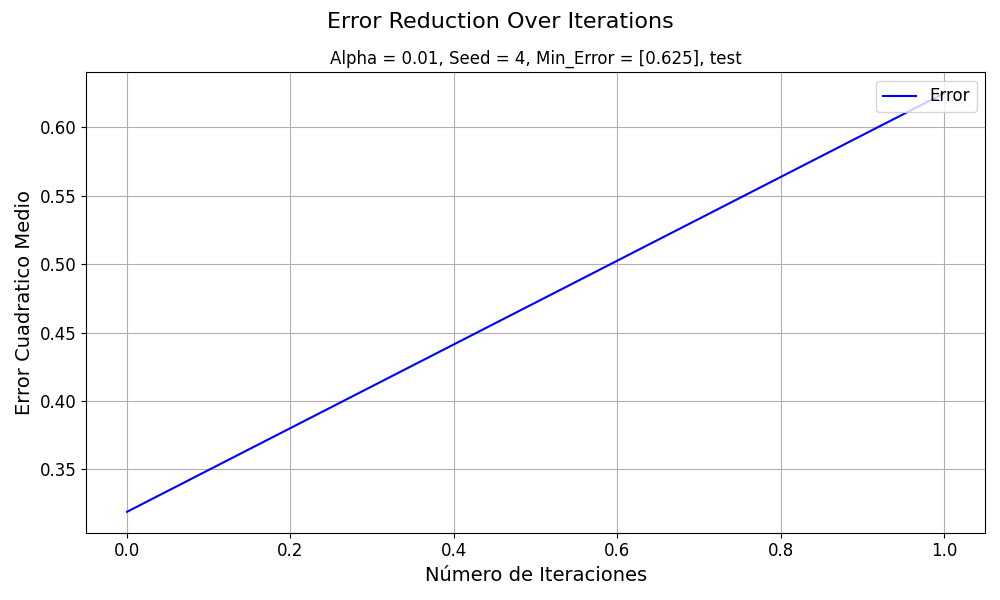 Error Reduction Over Iterations
Alpha = 0.01, Seed = 4, Min_Error = [0.625], test
Error
Error Cuadratico Medio
0.60
0.55
0.50
0.45
0.40
0.35
0.0 0.2 0.4 0.6 0.8 1.0
Número de Iteraciones